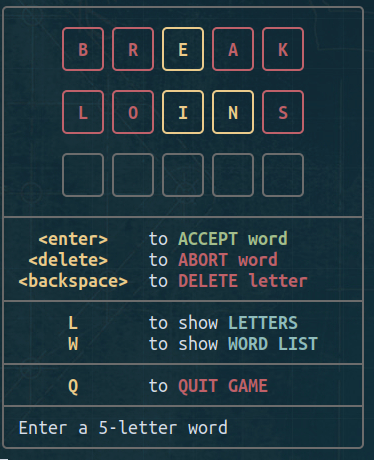 B R E A K
L O I N S
<enter> to ACCEPT word
<delete> to ABORT word
<backspace> to DELETE letter
L to show LETTERS
W to show WORD LIST
Q to QUIT GAME
Enter a 5-letter word